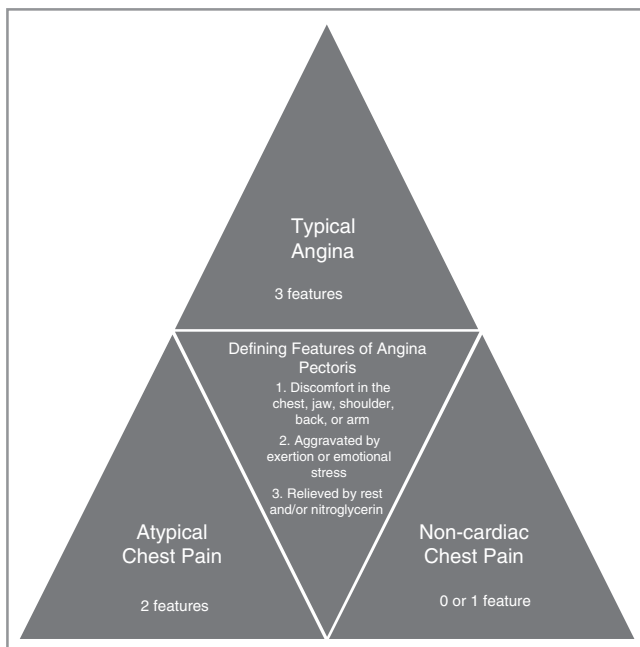 Typical
Angina
3 features
Defining Features of Angina
Pectoris
1. Discomfort in the
chest, jaw, shoulder,
back, or arm
2. Aggravated by
exertion or emotional
stress
3. Relieved by rest
and/or nitroglycerin
Atypical
Chest Pain
2 features
Non-cardiac
Chest Pain
0 or 1 feature